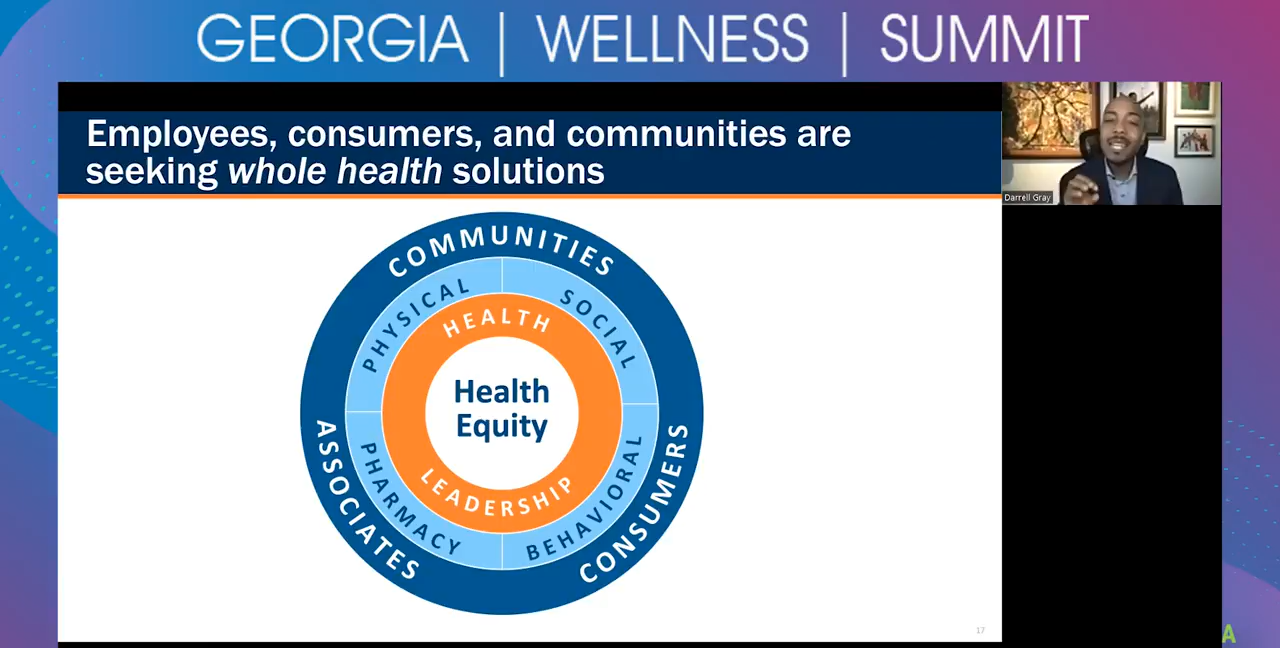 GEORGIA | WELLNESS | SUMMIT
Employees, consumers, and communities are
seeking whole health solutions
Darrell Gray
COMMUNITIES
PHYSICAL
SOCIAL
HEALTH
Health
Equity
LEADERSHIP
PHARMACY
BEHAVIORAL
ASSOCIATES
CONSUMERS
17
A